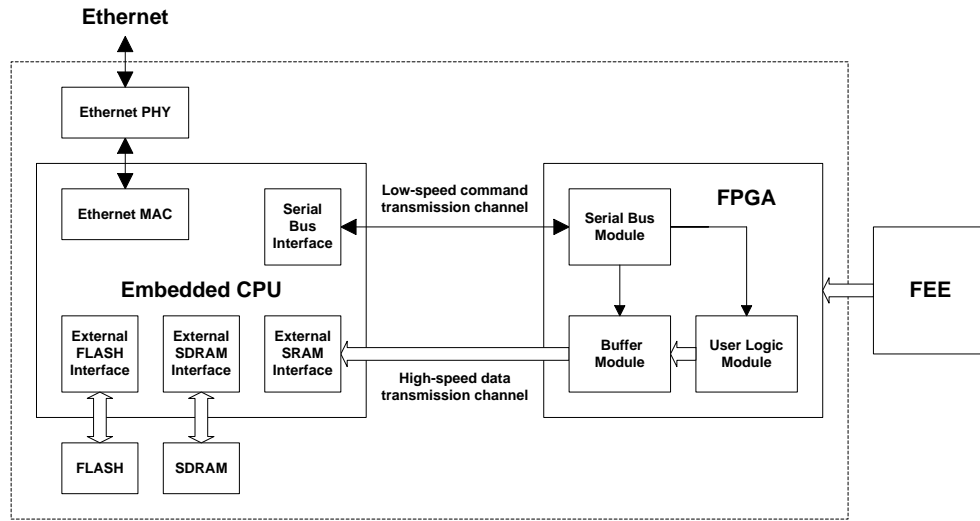 Ethernet
Ethernet PHY
Ethernet MAC
Serial
Bus
Interface
Low-speed command
transmission channel
Serial Bus
Module
FPGA
Embedded CPU
External
FLASH
Interface
External
SDRAM
Interface
External
SRAM
Interface
High-speed data
transmission channel
Buffer
Module
User Logic
Module
FEE
FLASH
SDRAM